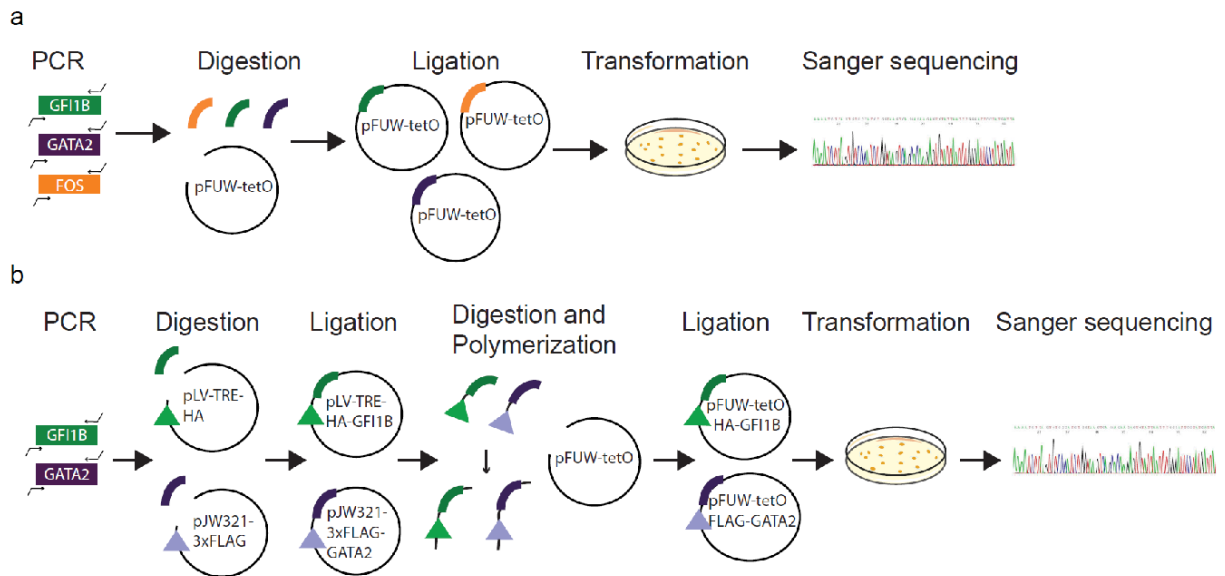 a
PCR
Digestion
Ligation
Transformation
Sanger sequencing
GFI1B
GATA2
FOS
pFUW-tetO
pFUW-tetO
pFUW-tetO
pFUW-tetO
b
PCR
Digestion
Ligation
Digestion and
Polymerization
Ligation
Transformation
Sanger sequencing
GFI1B
GATA2
pLV-TRE-
HA
pJW321-
3xFLAG
pLV-TRE-
HA-GFI1B
pJW321-
3xFLAG-
GATA2
pFUW-tetO
pFUW-tetO
HA-GFI1B
pFUW-tetO
FLAG-GATA2